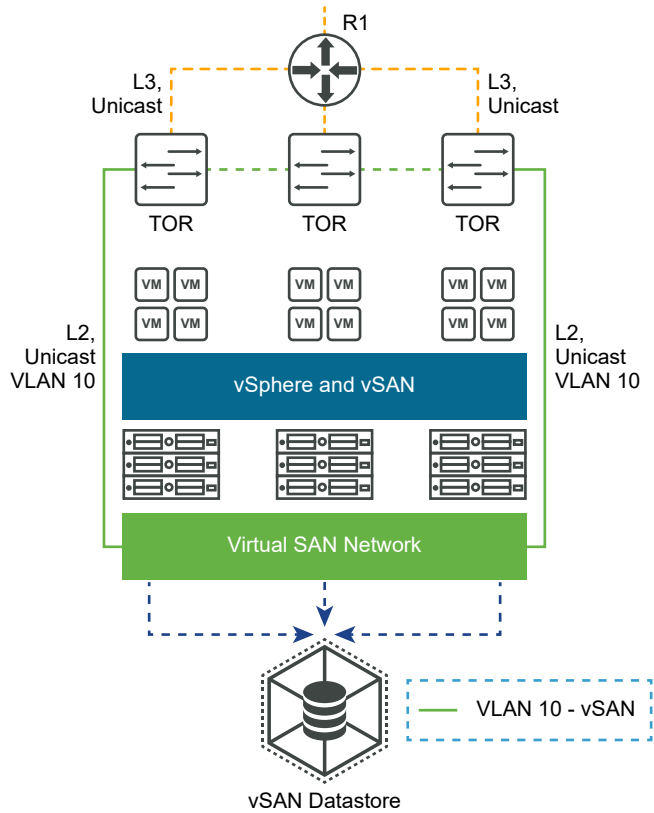 R1
L3,
Unicast
L3,
Unicast
TOR
TOR
TOR
VM VM
VM VM
VM VM
VM VM
VM VM
VM VM
L2,
Unicast
VLAN 10
L2,
Unicast
VLAN 10
vSphere and vSAN
Virtual SAN Network
VLAN 10 - vSAN
vSAN Datastore